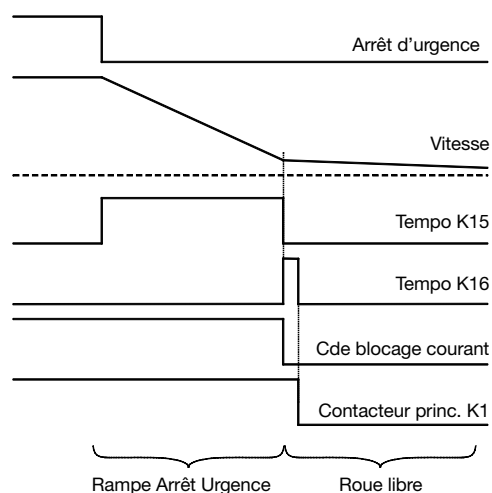 Arrêt d’urgence
Vitesse
Tempo K15
Tempo K16
Cde blocage courant
Contacteur princ. K1
Rampe Arrêt Urgence
Roue libre